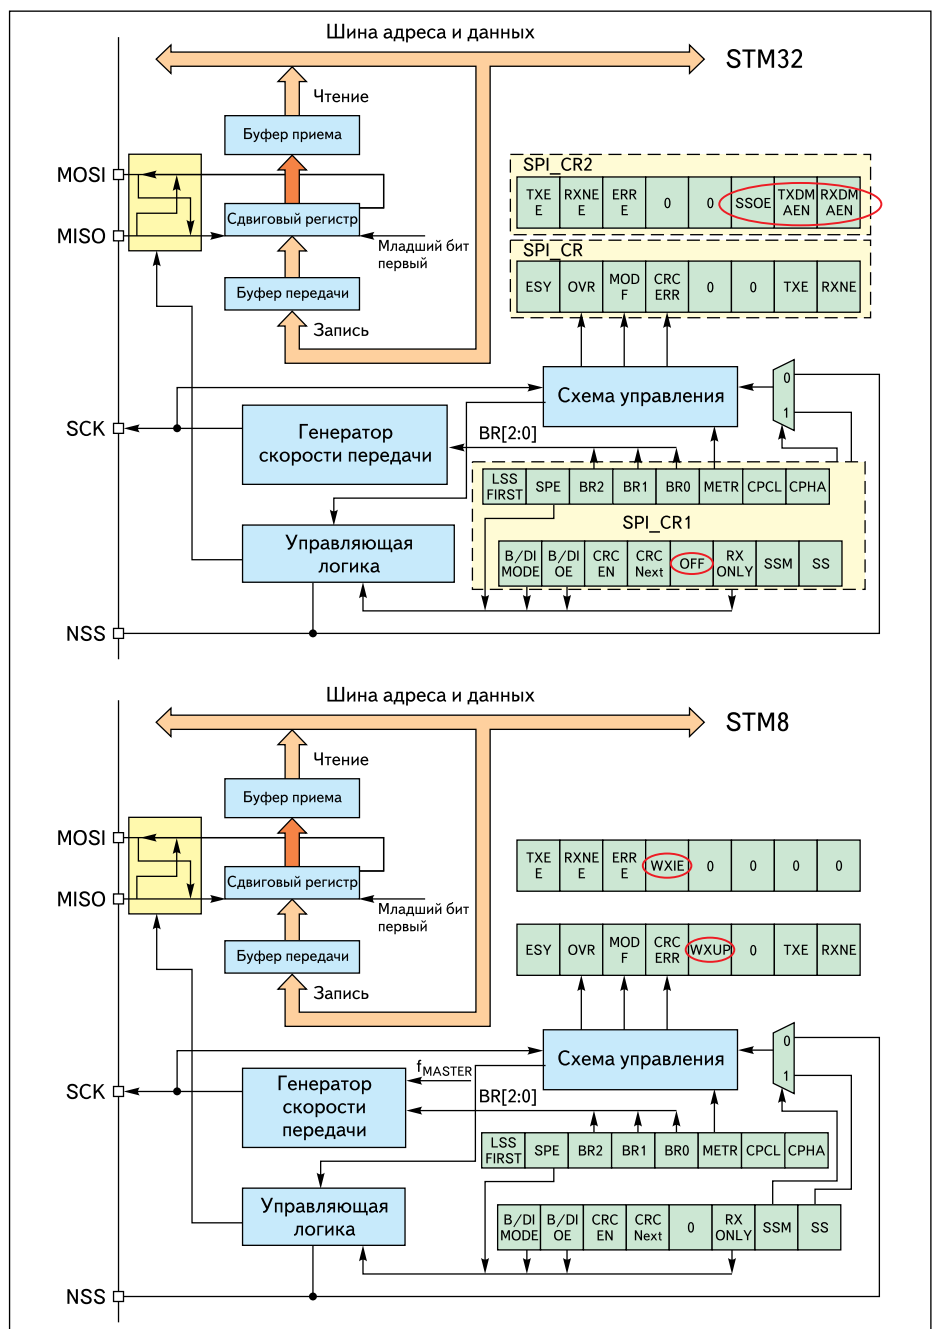 Шина адреса и данных
STM32
Чтение
Буфер приема
MOSI
Сдвиговый регистр
MISO
Младший бит
первый
Буфер передачи
Запись
SPI_CR2
TXE
E
RXNE
E
ERR
E
0
0
SSOE
TXDM
AEN
RXDM
AEN
SPI_CR
ESY
OVR
MOD
F
CRC
ERR
0
0
TXE
RXNE
Схема управления
0
1
SCK
Генератор
скорости передачи
BR[2:0]
LSS
FIRST
SPE
BR2
BR1
BR0
METR
CPCL
CPHA
SPI_CR1
Управляющая
логика
B/DI
MODE
B/DI
OE
CRC
EN
CRC
Next
OFF
RX
ONLY
SSM
SS
NSS
Шина адреса и данных
STM8
Чтение
Буфер приема
MOSI
Сдвиговый регистр
MISO
Младший бит
первый
Буфер передачи
Запись
TXE
E
RXNE
E
ERR
E
WXIE
0
0
0
0
ESY
OVR
MOD
F
CRC
ERR
WXUP
0
TXE
RXNE
Схема управления
0
1
SCK
Генератор
скорости
передачи
fMASTER
BR[2:0]
LSS
FIRST
SPE
BR2
BR1
BR0
METR
CPCL
CPHA
Управляющая
логика
B/DI
MODE
B/DI
OE
CRC
EN
CRC
Next
0
RX
ONLY
SSM
SS
NSS